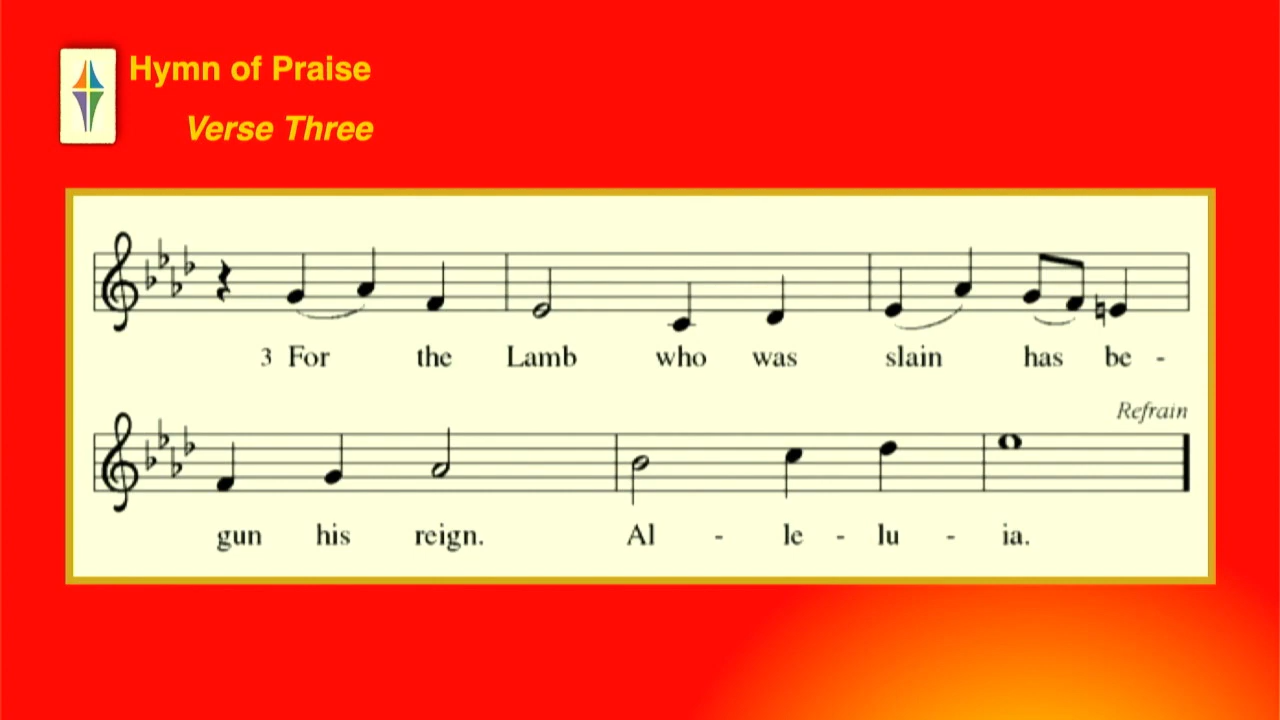 Hymn of Praise
Verse Three
3 For the Lamb who was slain has be -
Refrain
gun his reign. Al - le - lu - ia.